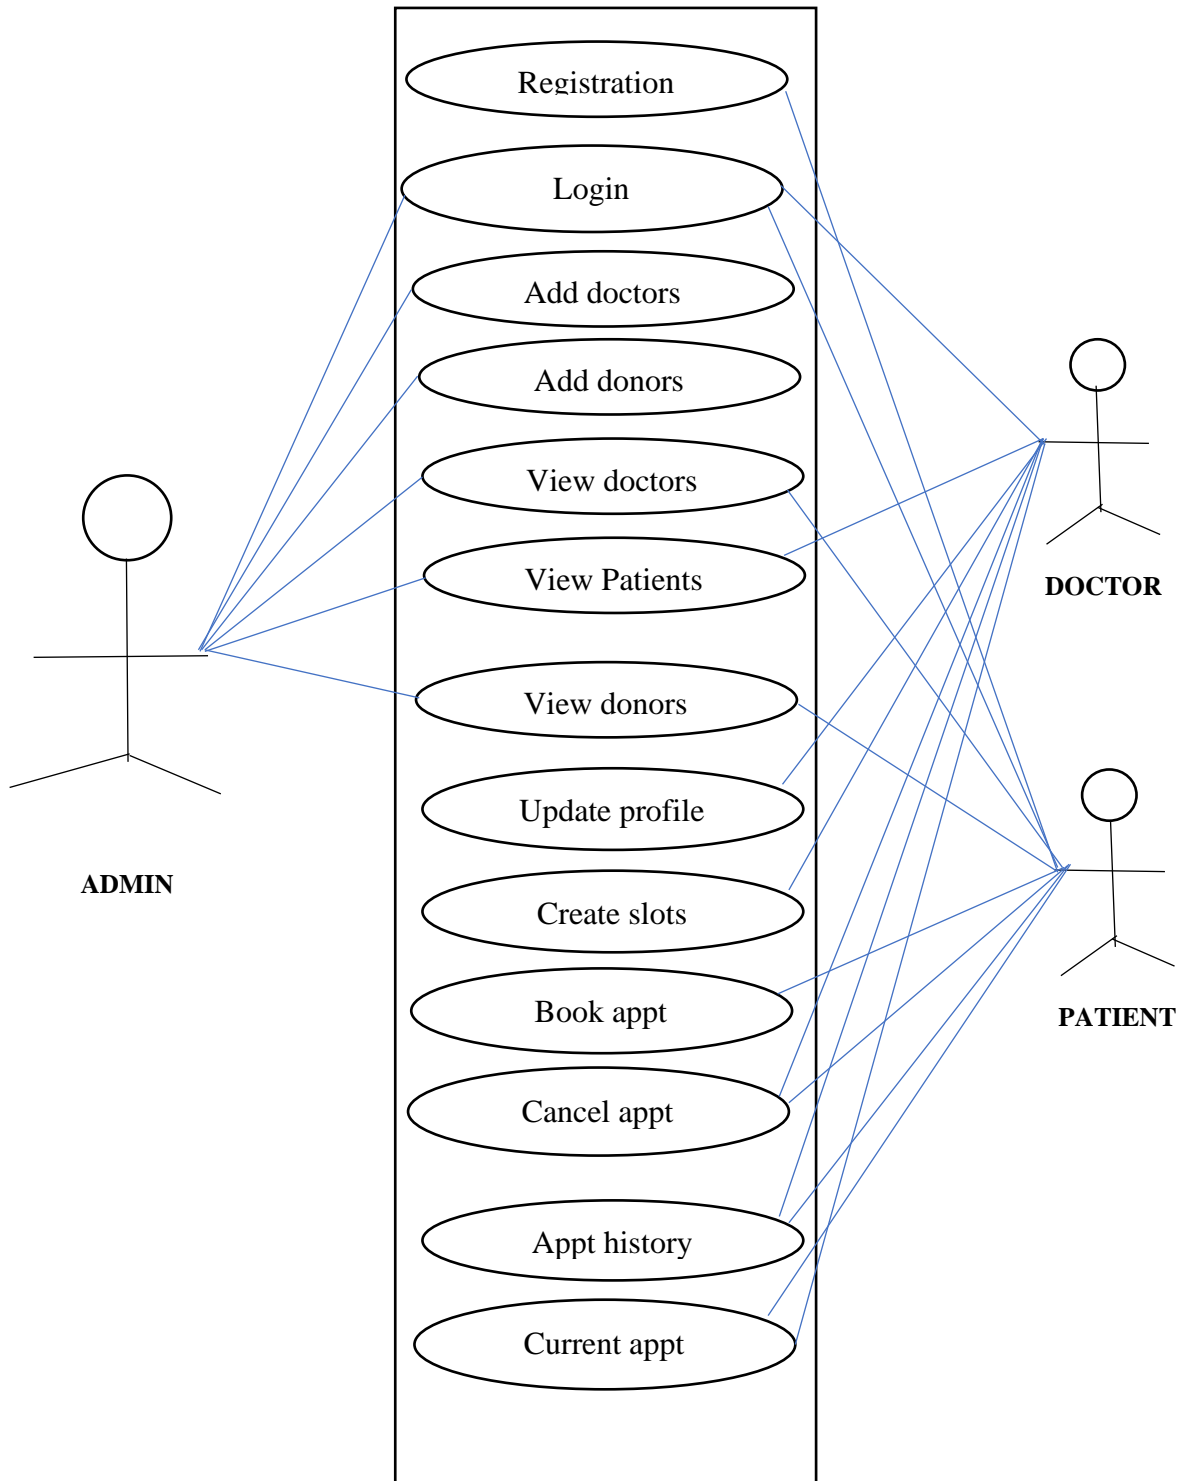 Registration
Login
Add doctors
Add donors
View doctors
View Patients
DOCTOR
View donors
Update profile
ADMIN
Create slots
Book appt
PATIENT
Cancel appt
Appt history
Current appt